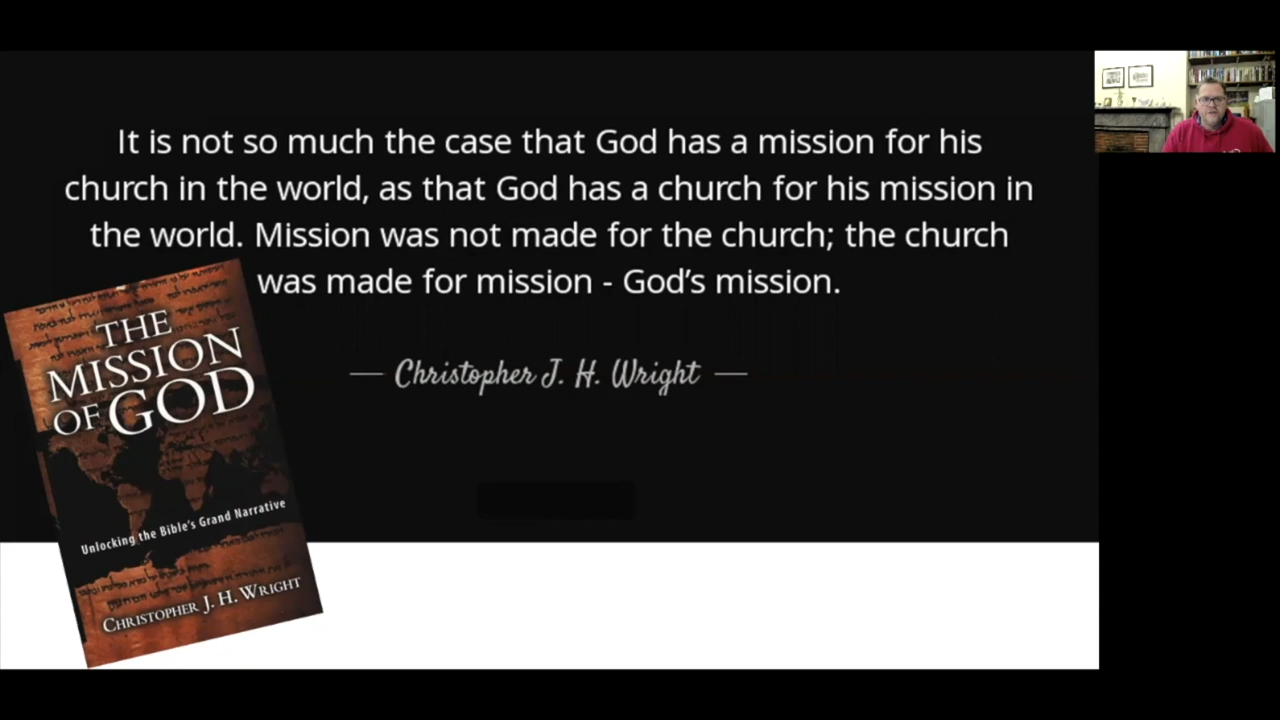 It is not so much the case that God has a mission for his
church in the world, as that God has a church for his mission in
the world. Mission was not made for the church; the church
was made for mission - God’s mission.
— Christopher J. H. Wright —
THE
MISSION
OF GOD
Unlocking the Bible's Grand Narrative
CHRISTOPHER J. H. WRIGHT